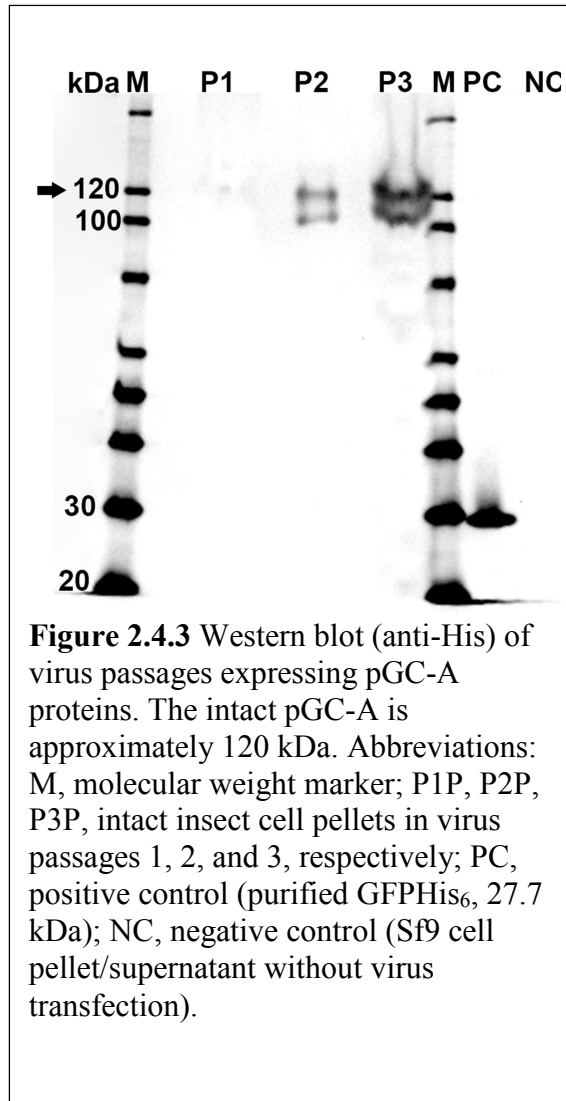 kDa M P1 P2 P3 M PC NC
120
100
30
20
Figure 2.4.3 Western blot (anti-His) of
virus passages expressing pGC-A
proteins. The intact pGC-A is
approximately 120 kDa. Abbreviations:
M, molecular weight marker; P1P, P2P,
P3P, intact insect cell pellets in virus
passages 1, 2, and 3, respectively; PC,
positive control (purified GFPHis₆, 27.7
kDa); NC, negative control (Sf9 cell
pellet/supernatant without virus
transfection).